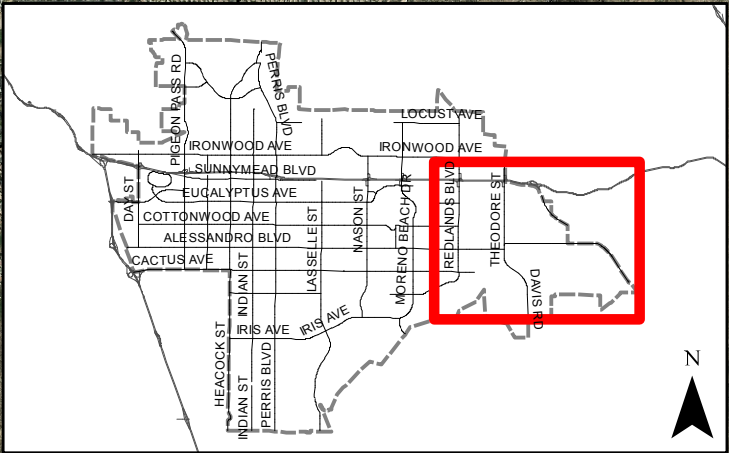 PIGEON PASS RD
PERRIS BLVD
LOCUST AVE
IRONWOOD AVE
IRONWOOD AVE
SUNNYMEAD BLVD
DAY ST
EUCALYPTUS AVE
COTTONWOOD AVE
ALESSANDRO BLVD
CACTUS AVE
LASSELLE ST
NASON ST
MORENO BEACH DR
REDLANDS BLVD
THEODORE ST
DAVIS RD
INDIAN ST
IRIS AVE
IRIS AVE
HEACOCK ST
INDIAN ST
PERRIS BLVD
N